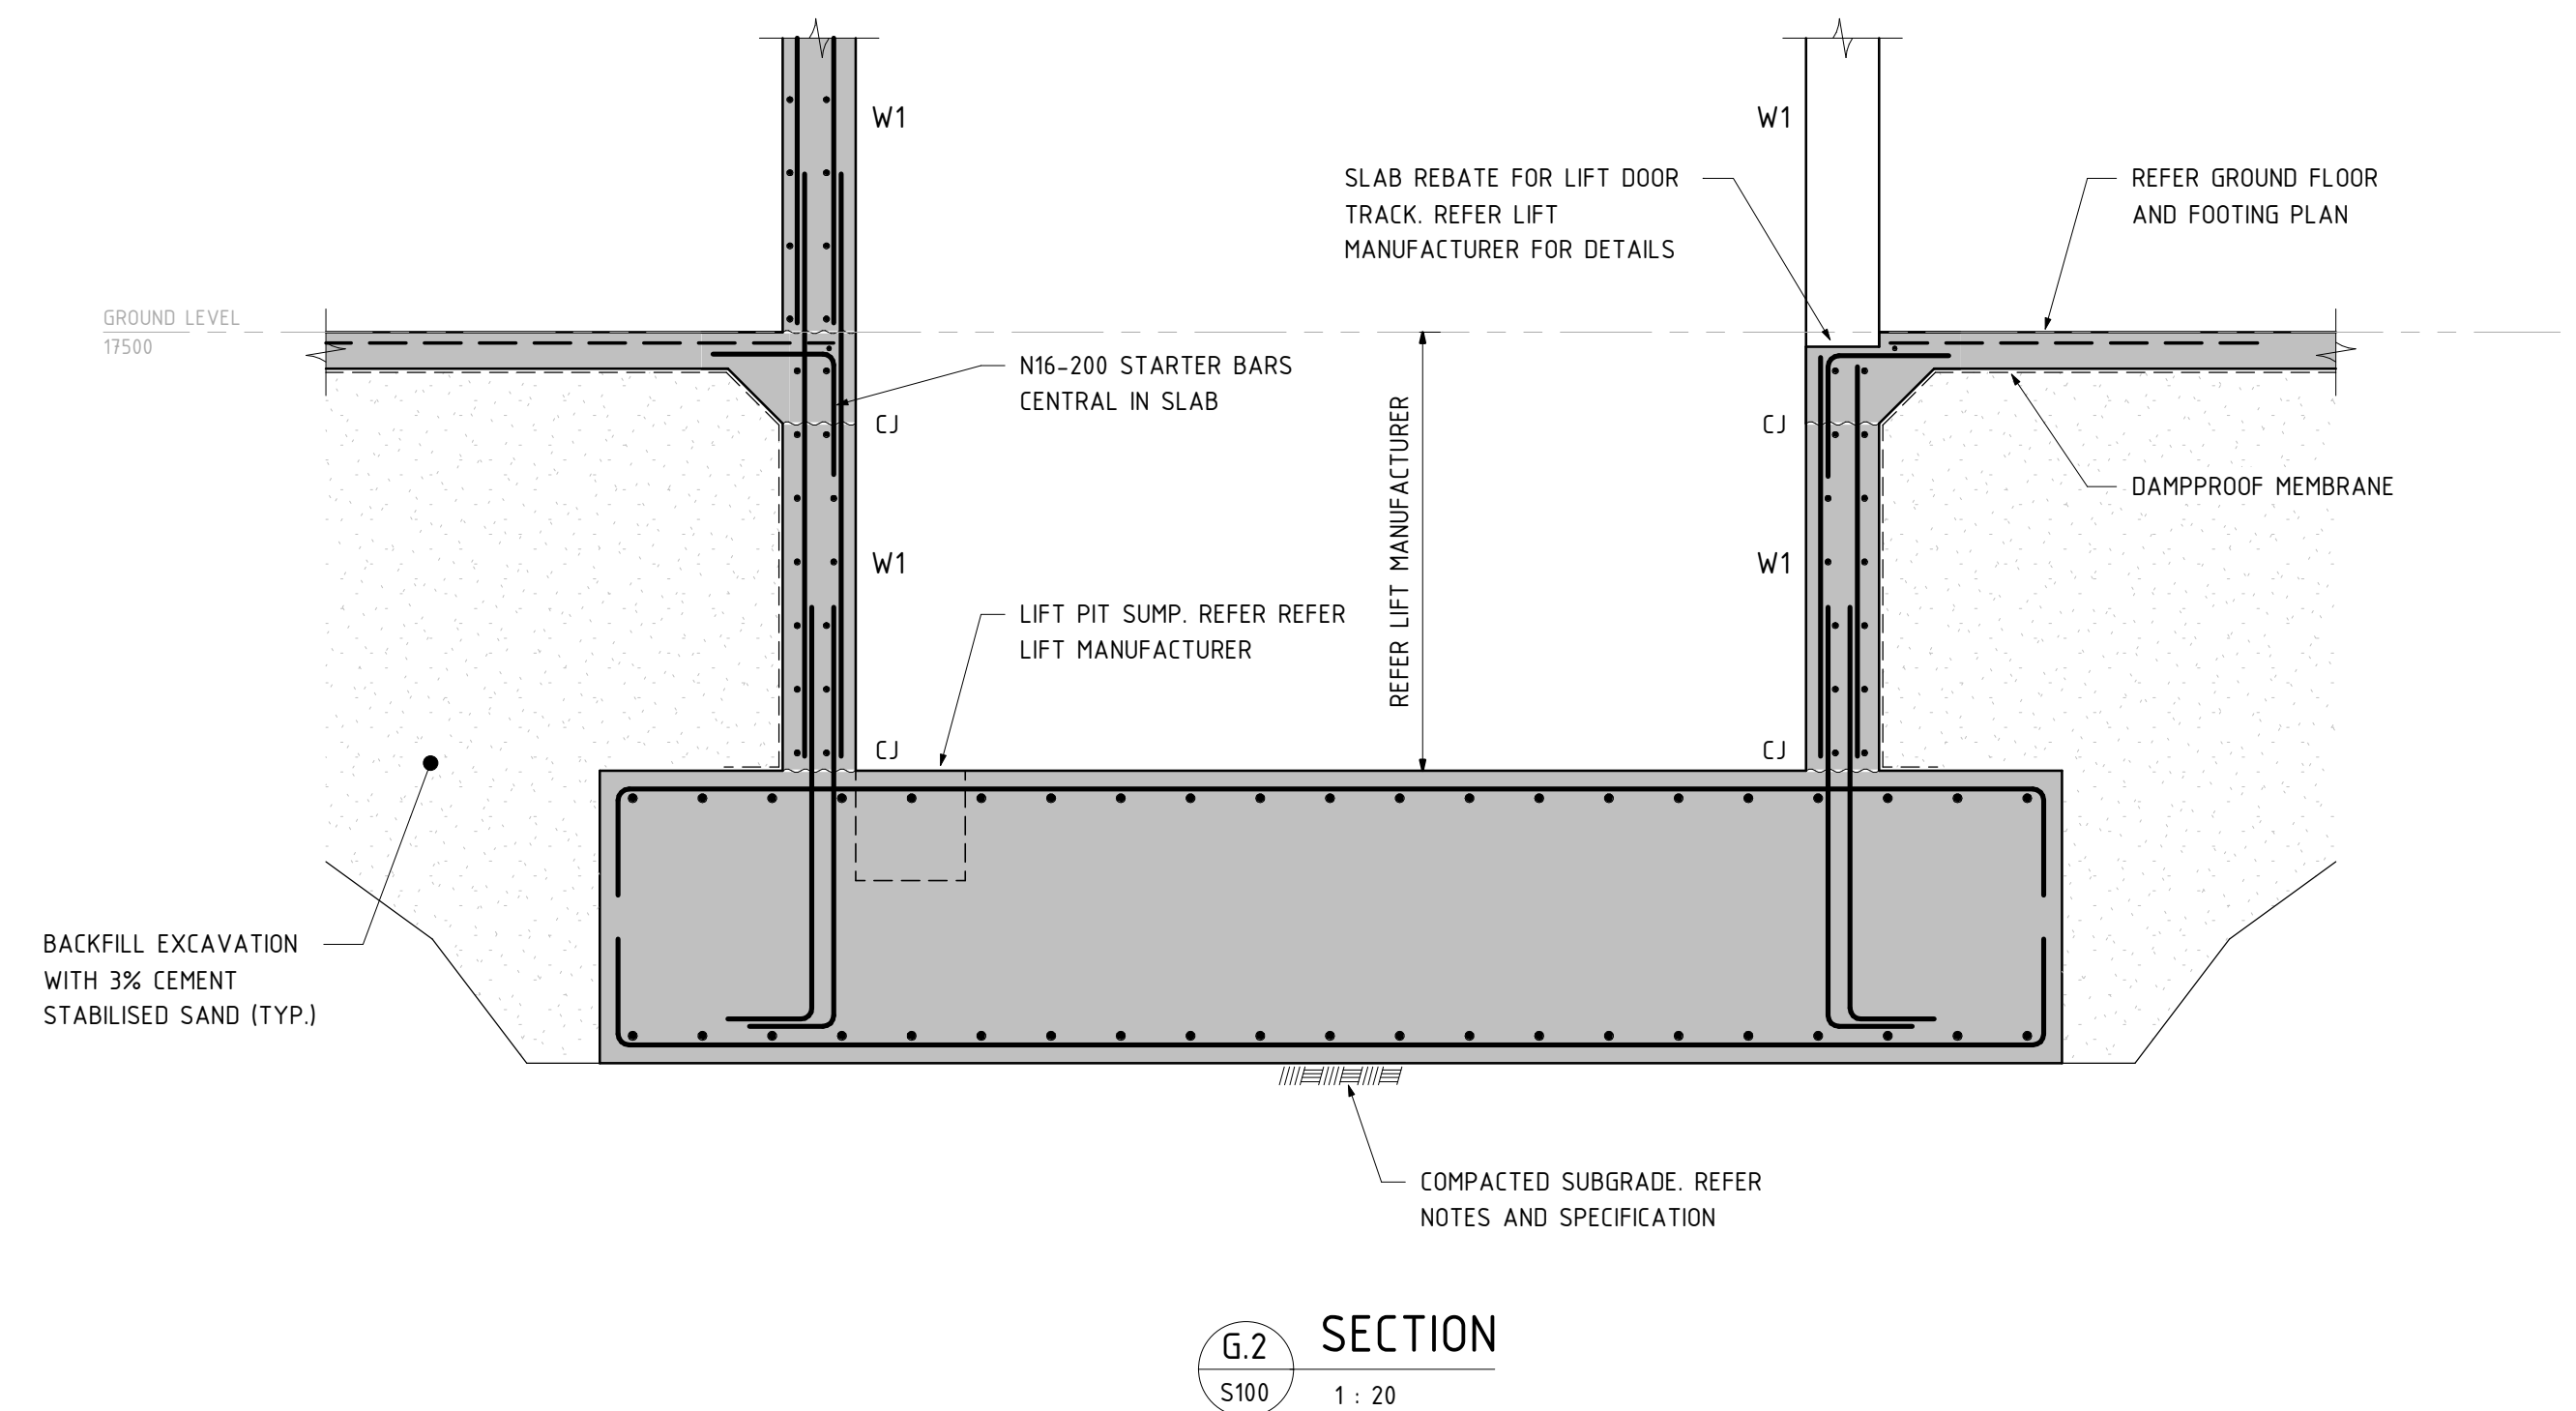 W1
W1
SLAB REBATE FOR LIFT DOOR
TRACK. REFER LIFT
MANUFACTURER FOR DETAILS
REFER GROUND FLOOR
AND FOOTING PLAN
GROUND LEVEL
17500
N16-200 STARTER BARS
CENTRAL IN SLAB
CJ
CJ
REFER LIFT MANUFACTURER
DAMPPROOF MEMBRANE
W1
W1
LIFT PIT SUMP. REFER REFER
LIFT MANUFACTURER
CJ
CJ
BACKFILL EXCAVATION
WITH 3% CEMENT
STABILISED SAND (TYP.)
COMPACTED SUBGRADE. REFER
NOTES AND SPECIFICATION
G.2
SECTION
S100
1 : 20